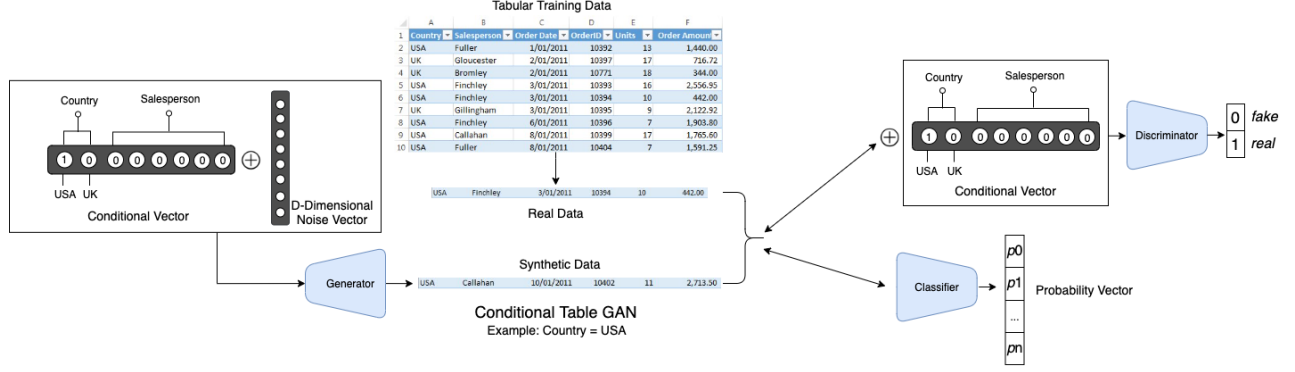 Tabular Training Data
A B C D E F
1 Country Salesperson Order Date OrderID Units Order Amount
2 USA Fuller 1/01/2011 10392 13 1,440.00
3 UK Gloucester 2/01/2011 10397 17 716.72
4 UK Bromley 2/01/2011 10771 18 344.00
5 USA Finchley 3/01/2011 10393 16 2,556.95
6 USA Finchley 3/01/2011 10394 10 442.00
7 UK Gillingham 3/01/2011 10395 9 2,122.92
8 USA Finchley 6/01/2011 10396 7 1,903.80
9 USA Callahan 8/01/2011 10399 17 1,765.60
10 USA Fuller 8/01/2011 10404 7 1,591.25
Country Salesperson
1 0 0 0 0 0 0 0
USA UK
Conditional Vector
D-Dimensional
Noise Vector
USA Finchley 3/01/2011 10394 10 442.00
Real Data
Generator
Synthetic Data
USA Callahan 10/01/2011 10402 11 2,713.50
Conditional Table GAN
Example: Country = USA
Country Salesperson
1 0 0 0 0 0 0 0
USA UK
Conditional Vector
Discriminator
0 fake
1 real
Classifier
p0
p1
...
pn
Probability Vector